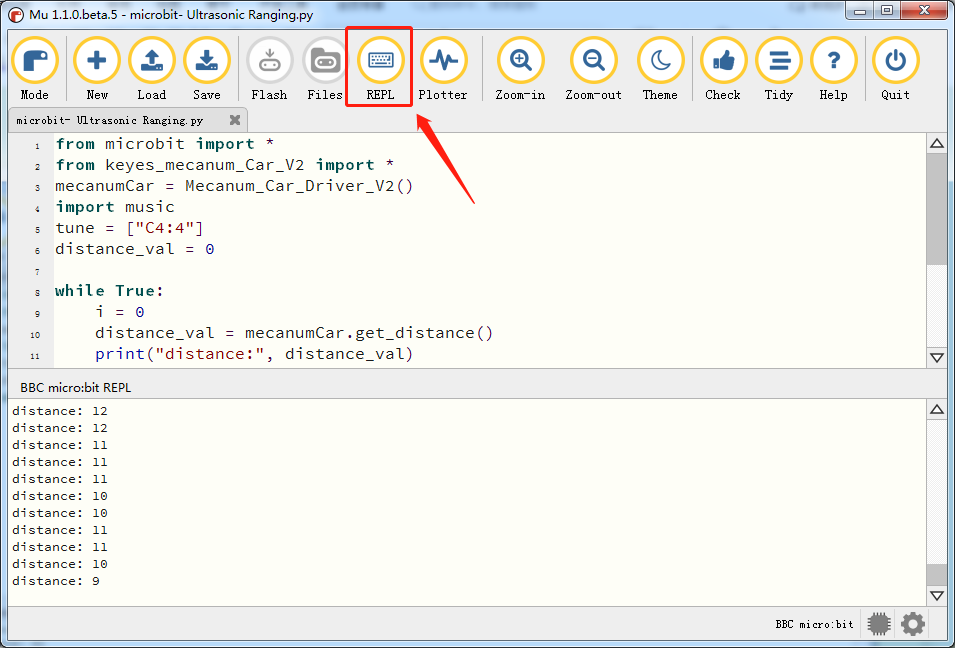 Mu 1.1.0.beta.5 - microbit- Ultrasonic Ranging.py
Mode New Load Save Flash Files REPL Plotter Zoom-in Zoom-out Theme Check Tidy Help Quit
microbit- Ultrasonic Ranging.py
1 from microbit import *
2 from keyes_mecanum_Car_V2 import *
3 mecanumCar = Mecanum_Car_Driver_V2()
4 import music
5 tune = ["C4:4"]
6 distance_val = 0
7
8 while True:
9     i = 0
10     distance_val = mecanumCar.get_distance()
11     print("distance:", distance_val)
BBC micro:bit REPL
distance: 12
distance: 12
distance: 11
distance: 11
distance: 11
distance: 10
distance: 10
distance: 11
distance: 11
distance: 10
distance: 9
BBC micro:bit